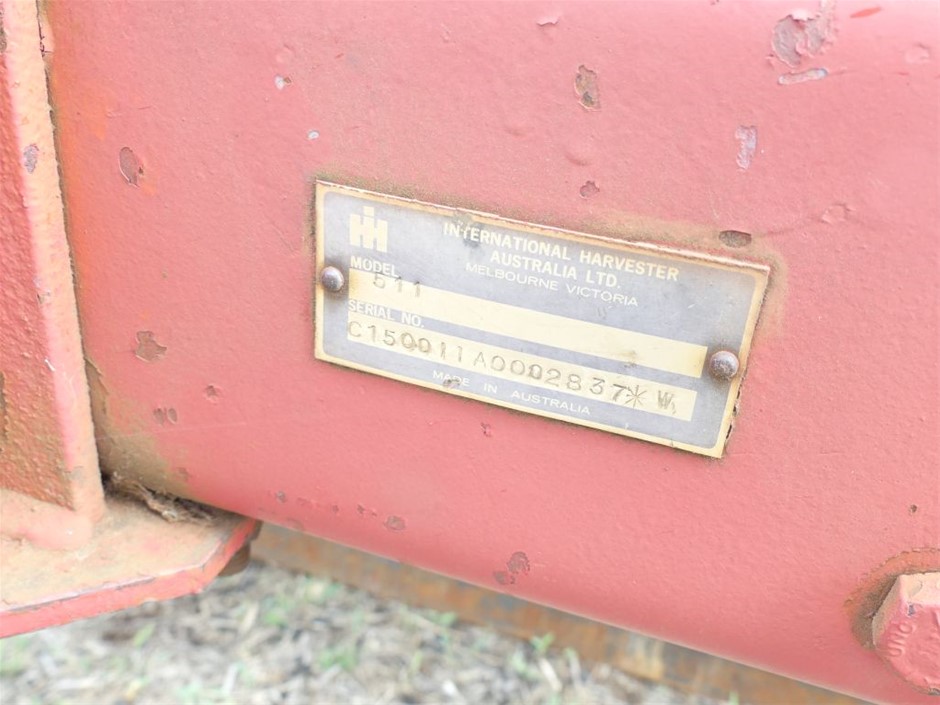 IH
INTERNATIONAL HARVESTER
AUSTRALIA LTD.
MELBOURNE VICTORIA
MODEL
511
SERIAL NO.
C150011A0002837*W
MADE IN AUSTRALIA